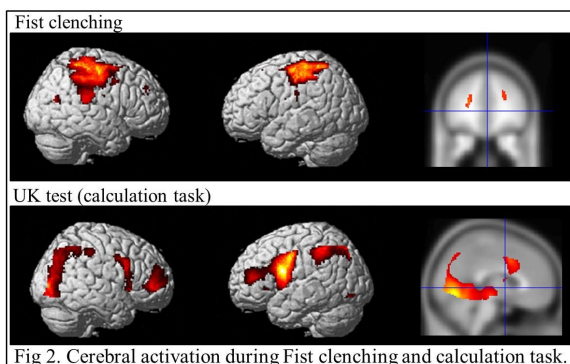 Fist clenching
UK test (calculation task)
Fig 2. Cerebral activation during Fist clenching and calculation task.